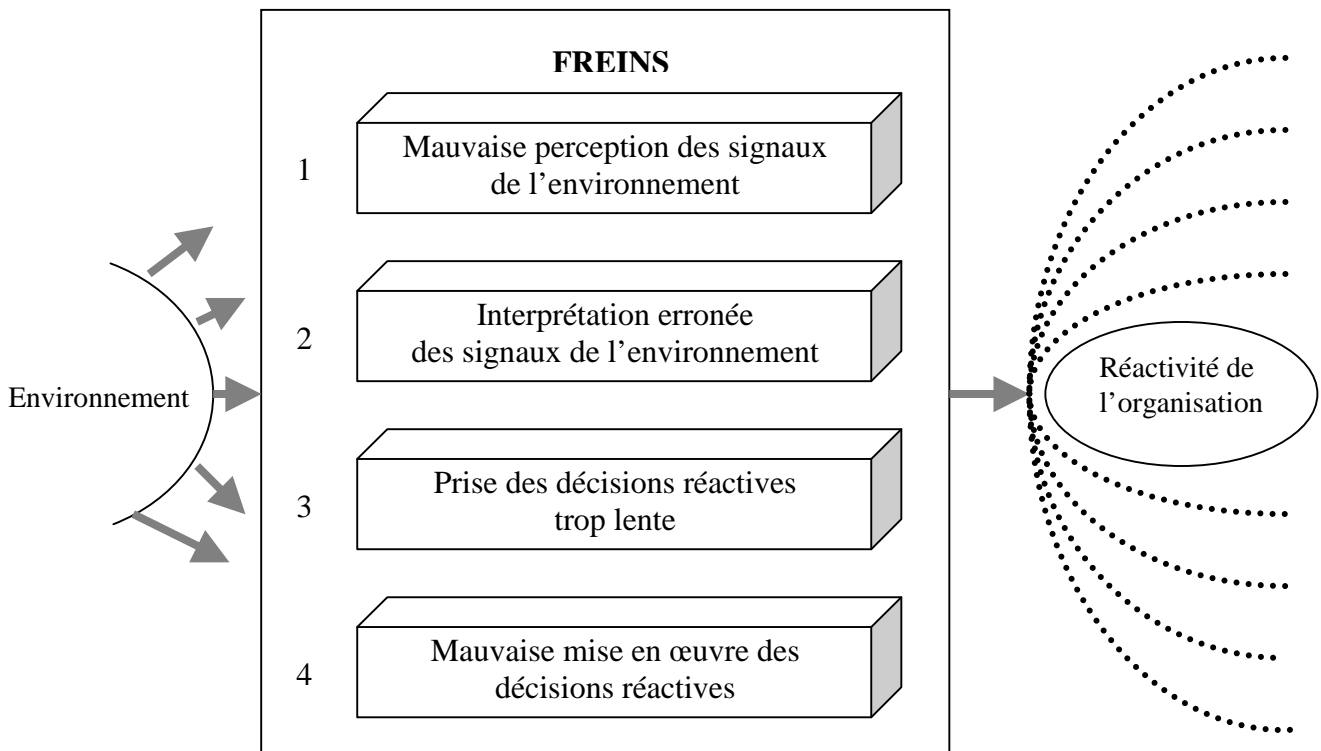 FREINS
1
Mauvaise perception des signaux
de l’environnement
2
Interprétation erronée
des signaux de l’environnement
3
Prise des décisions réactives
trop lente
4
Mauvaise mise en œuvre des
décisions réactives
Environnement
Réactivité de
l’organisation